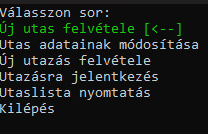 Válasszon sor:
Új utas felvétele [<--]
Utas adatainak módosítása
Új utazás felvétele
Utazásra jelentkezés
Utaslista nyomtatás
Kilépés